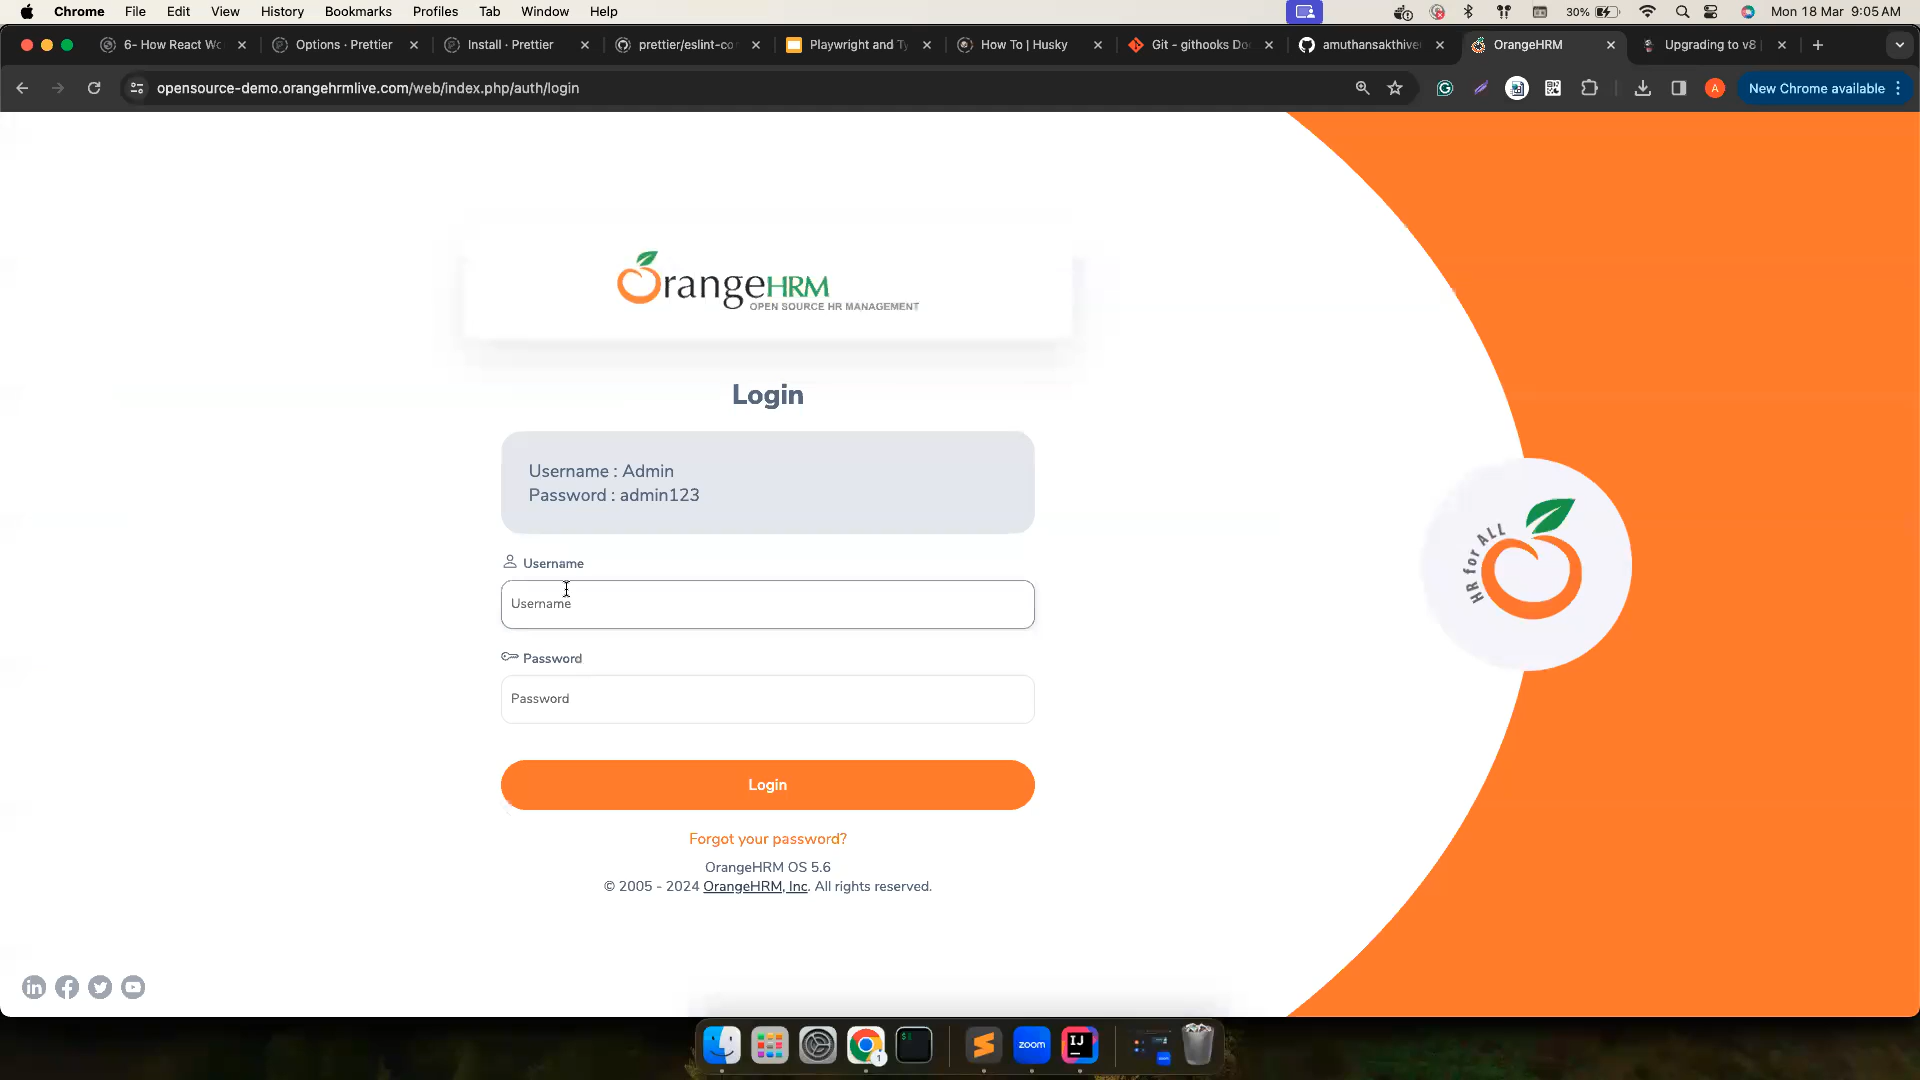 Chrome File Edit View History Bookmarks Profiles Tab Window Help 30% Mon 18 Mar 9:05 AM
6- How React Wo Options · Prettier Install · Prettier prettier/eslint-co Playwright and Ty How To | Husky Git - githooks Do amuthansakthive OrangeHRM Upgrading to v8
opensource-demo.orangehrmlive.com/web/index.php/auth/login A New Chrome available
OrangeHRM
OPEN SOURCE HR MANAGEMENT
Login
Username : Admin
Password : admin123
Username
Username
Password
Password
Login
Forgot your password?
OrangeHRM OS 5.6
© 2005 - 2024 OrangeHRM, Inc. All rights reserved.
HR for ALL
zoom IJ